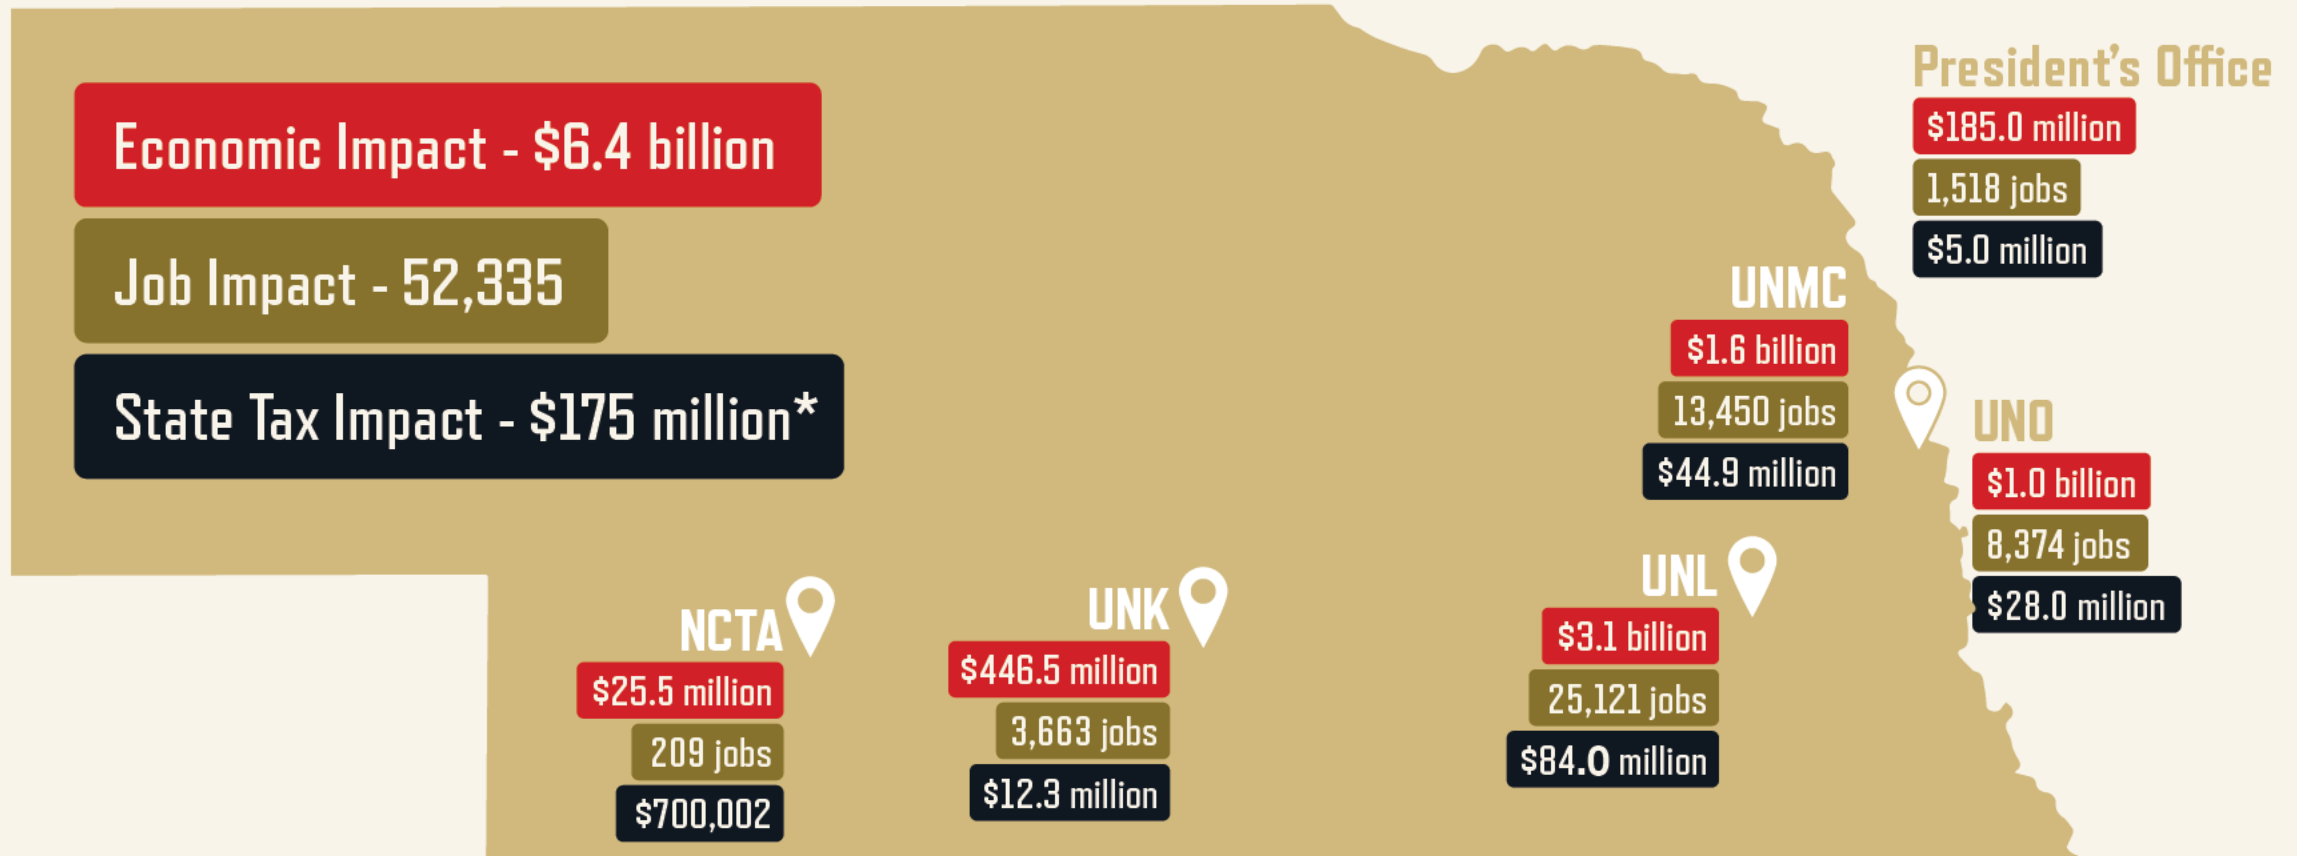 Economic Impact - $6.4 billion
Job Impact - 52,335
State Tax Impact - $175 million*
President's Office
$185.0 million
1,518 jobs
$5.0 million
UNMC
$1.6 billion
13,450 jobs
$44.9 million
UNO
$1.0 billion
8,374 jobs
$28.0 million
NCTA
$25.5 million
209 jobs
$700,002
UNK
$446.5 million
3,663 jobs
$12.3 million
UNL
$3.1 billion
25,121 jobs
$84.0 million